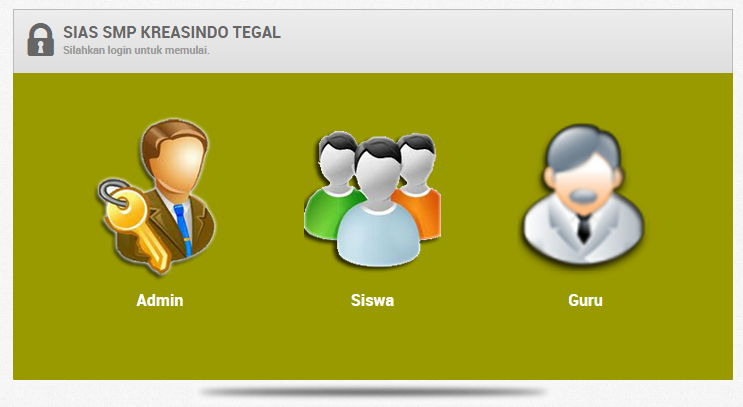 SIAS SMP KREASINDO TEGAL
Silahkan login untuk memulai.
Admin
Siswa
Guru